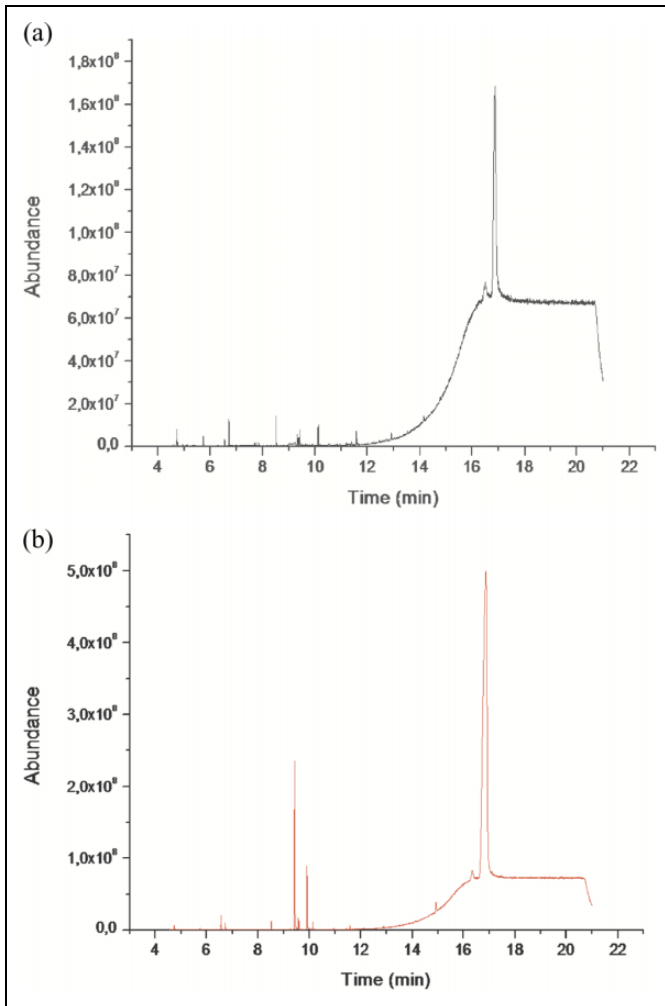 (a)
1,8x10⁸
1,6x10⁸
1,4x10⁸
1,2x10⁸
1,0x10⁸
8,0x10⁷
6,0x10⁷
4,0x10⁷
2,0x10⁷
0,0
Abundance
4 6 8 10 12 14 16 18 20 22
Time (min)
(b)
5,0x10⁸
4,0x10⁸
3,0x10⁸
2,0x10⁸
1,0x10⁸
0,0
Abundance
4 6 8 10 12 14 16 18 20 22
Time (min)